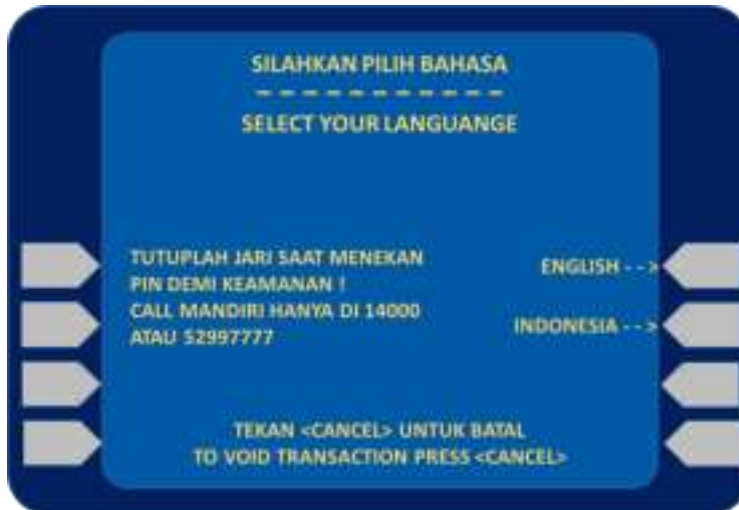 SILAHKAN PILIH BAHASA
- - - - - - - - - - -
SELECT YOUR LANGUANGE
TUTUPLAH JARI SAAT MENEKAN
PIN DEMI KEAMANAN !
CALL MANDIRI HANYA DI 14000
ATAU 52997777
ENGLISH - - >
INDONESIA - - >
TEKAN <CANCEL> UNTUK BATAL
TO VOID TRANSACTION PRESS <CANCEL>